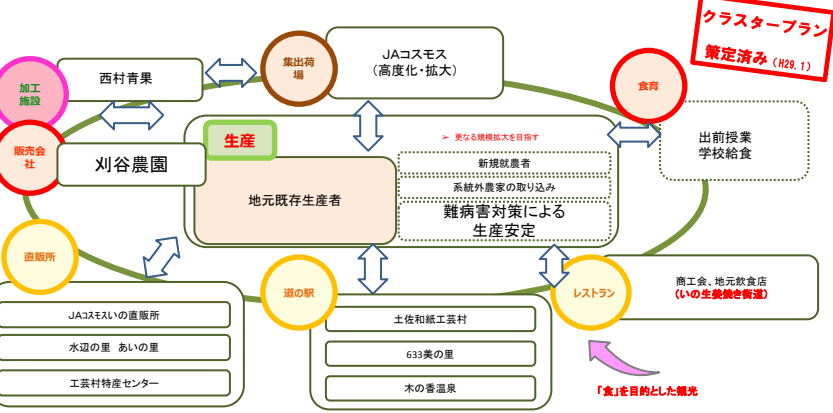 クラスタープラン
策定済み（H29.1）
加工
施設
西村青果
集出荷
場
JAコスモス
（高度化・拡大）
食育
出前授業
学校給食
販売会
社
刈谷農園
生産
➢ 更なる規模拡大を目指す
地元既存生産者
新規就農者
系統外農家の取り込み
難病害対策による
生産安定
直販所
JAコスモスいの直販所
水辺の里 あいの里
工芸村特産センター
道の駅
土佐和紙工芸村
633美の里
木の香温泉
レストラン
商工会、地元飲食店
（いの生姜焼き街道）
「食」を目的とした観光